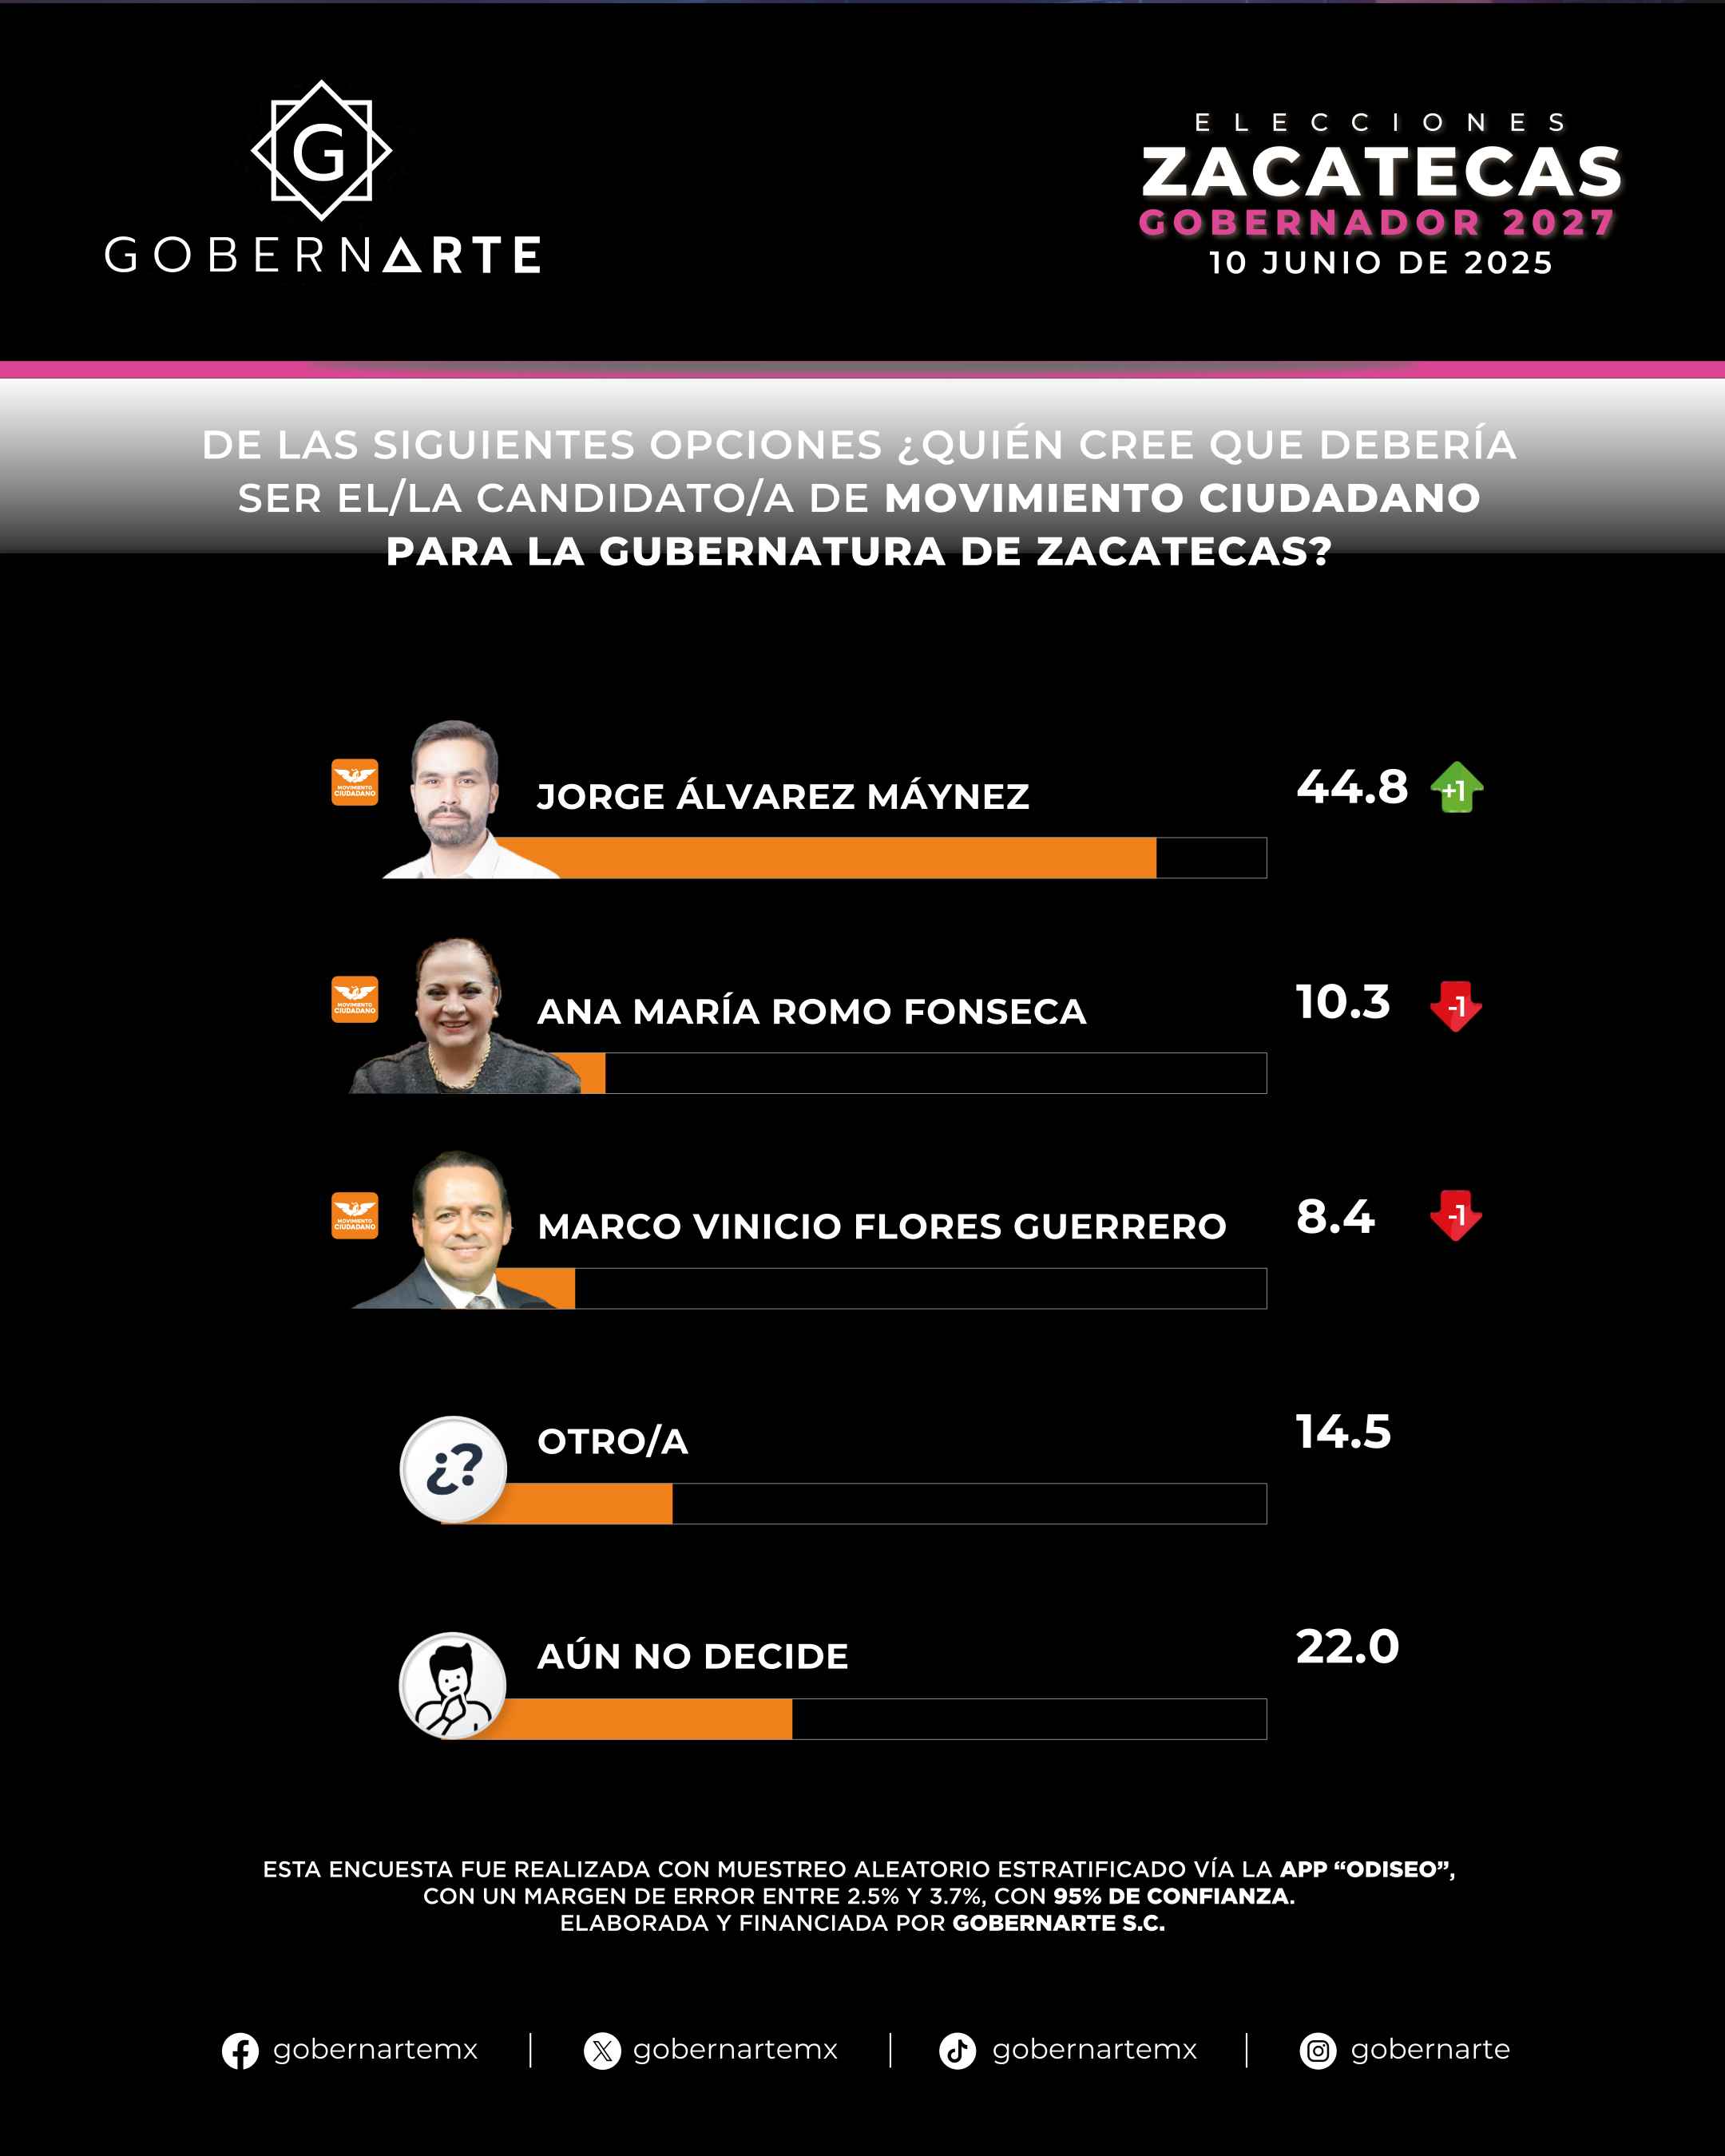 G
GOBERNARTE
ELECCIONES
ZACATECAS
GOBERNADOR 2027
10 JUNIO DE 2025
DE LAS SIGUIENTES OPCIONES ¿QUIÉN CREE QUE DEBERÍA
SER EL/LA CANDIDATO/A DE MOVIMIENTO CIUDADANO
PARA LA GUBERNATURA DE ZACATECAS?
MOVIMIENTO
CIUDADANO
JORGE ÁLVAREZ MÁYNEZ
44.8
+1
MOVIMIENTO
CIUDADANO
ANA MARÍA ROMO FONSECA
10.3
-1
MOVIMIENTO
CIUDADANO
MARCO VINICIO FLORES GUERRERO
8.4
-1
¿?
OTRO/A
14.5
AÚN NO DECIDE
22.0
ESTA ENCUESTA FUE REALIZADA CON MUESTREO ALEATORIO ESTRATIFICADO VÍA LA APP “ODISEO”,
CON UN MARGEN DE ERROR ENTRE 2.5% Y 3.7%, CON 95% DE CONFIANZA.
ELABORADA Y FINANCIADA POR GOBERNARTE S.C.
gobernartemx | gobernartemx | gobernartemx | gobernarte